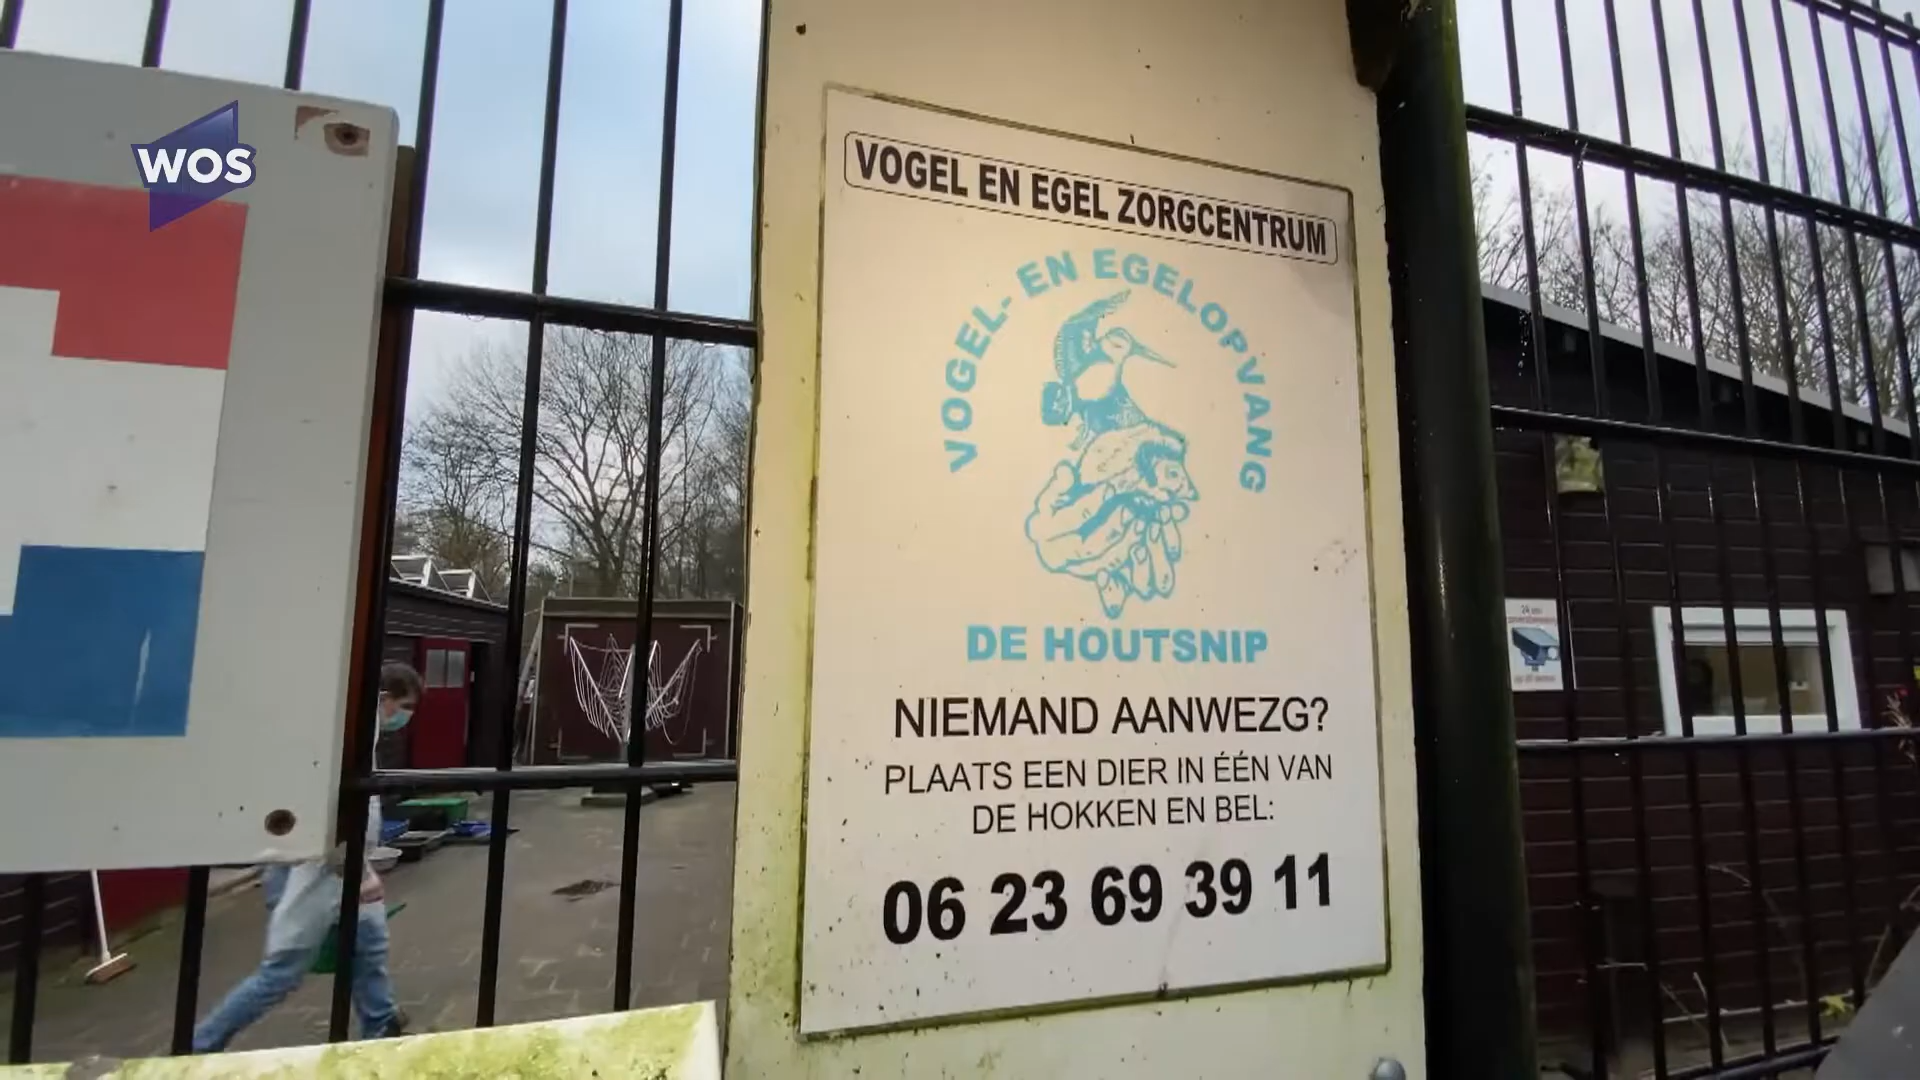 WOS
VOGEL EN EGEL ZORGCENTRUM
VOGEL- EN EGELOPVANG
DE HOUTSNIP
NIEMAND AANWEZG?
PLAATS EEN DIER IN ÉÉN VAN
DE HOKKEN EN BEL:
06 23 69 39 11